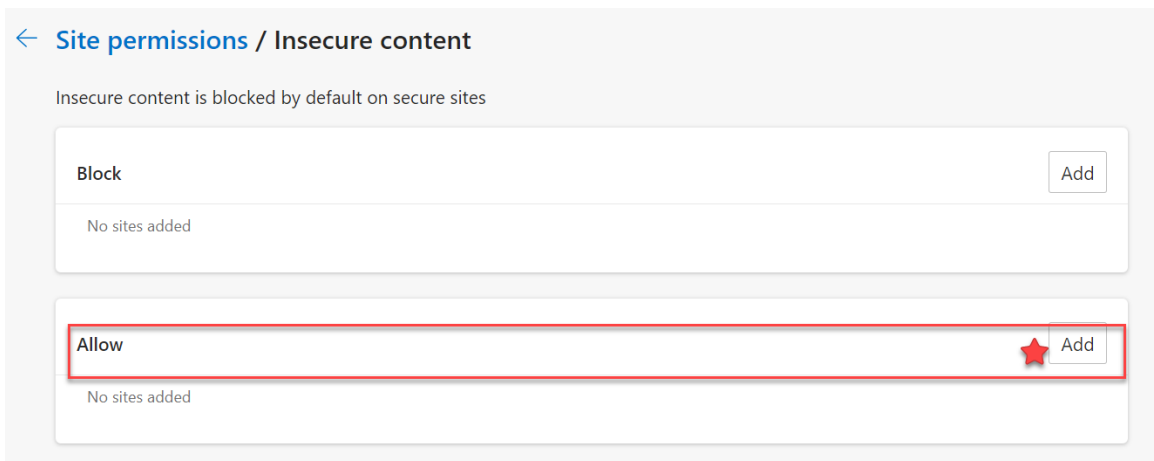 Site permissions / Insecure content
Insecure content is blocked by default on secure sites
Block Add
No sites added
Allow Add
No sites added